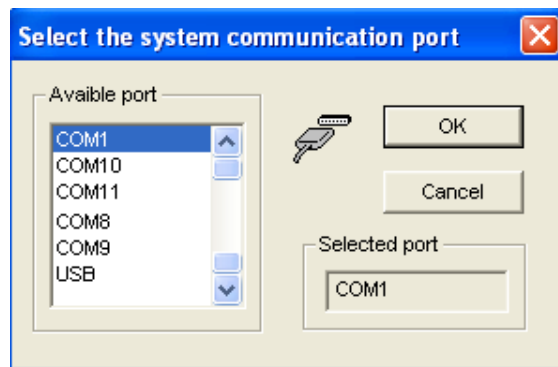 Select the system communication port
Avaible port
COM1
COM10
COM11
COM8
COM9
USB
OK
Cancel
Selected port
COM1